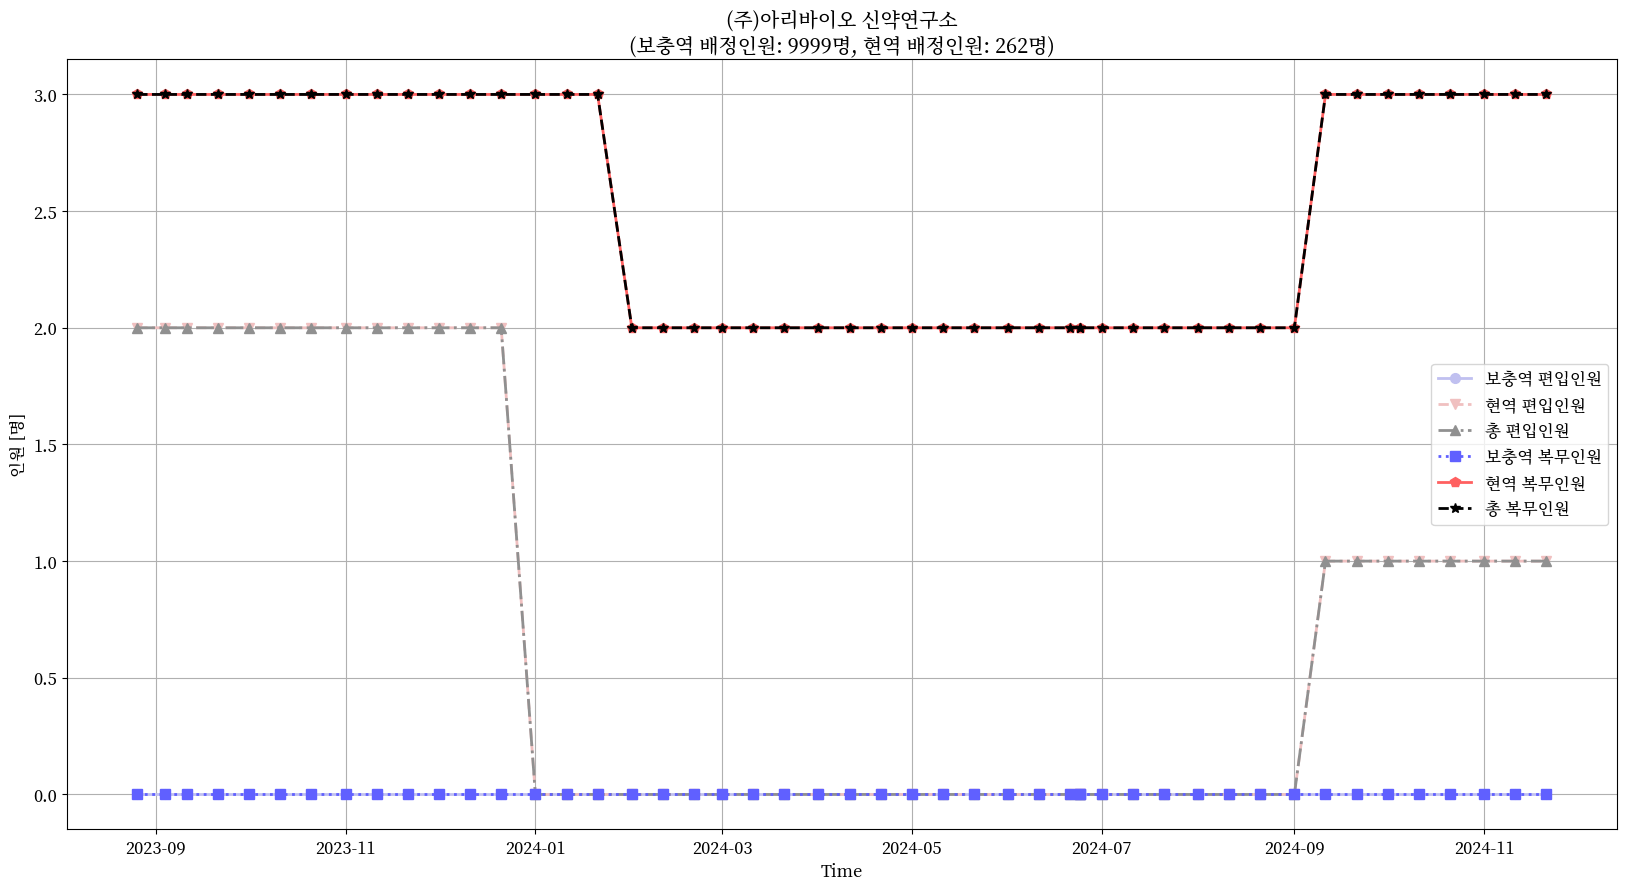 (주)아리바이오 신약연구소
(보충역 배정인원: 9999명, 현역 배정인원: 262명)
3.0
2.5
2.0
1.5
1.0
0.5
0.0
인원 [명]
보충역 편입인원
현역 편입인원
총 편입인원
보충역 복무인원
현역 복무인원
총 복무인원
2023-09 2023-11 2024-01 2024-03 2024-05 2024-07 2024-09 2024-11
Time